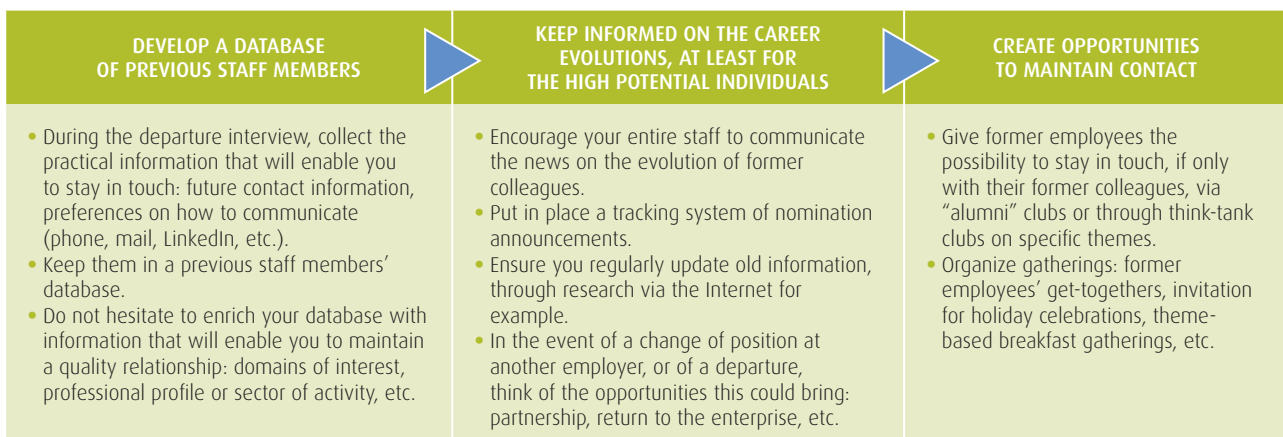 DEVELOP A DATABASE
OF PREVIOUS STAFF MEMBERS
• During the departure interview, collect the
practical information that will enable you
to stay in touch: future contact information,
preferences on how to communicate
(phone, mail, LinkedIn, etc.).
• Keep them in a previous staff members’
database.
• Do not hesitate to enrich your database with
information that will enable you to maintain
a quality relationship: domains of interest,
professional profile or sector of activity, etc.
KEEP INFORMED ON THE CAREER
EVOLUTIONS, AT LEAST FOR
THE HIGH POTENTIAL INDIVIDUALS
• Encourage your entire staff to communicate
the news on the evolution of former
colleagues.
• Put in place a tracking system of nomination
announcements.
• Ensure you regularly update old information,
through research via the Internet for
example.
• In the event of a change of position at
another employer, or of a departure,
think of the opportunities this could bring:
partnership, return to the enterprise, etc.
CREATE OPPORTUNITIES
TO MAINTAIN CONTACT
• Give former employees the
possibility to stay in touch, if only
with their former colleagues, via
“alumni” clubs or through think-tank
clubs on specific themes.
• Organize gatherings: former
employees’ get-togethers, invitation
for holiday celebrations, theme-
based breakfast gatherings, etc.